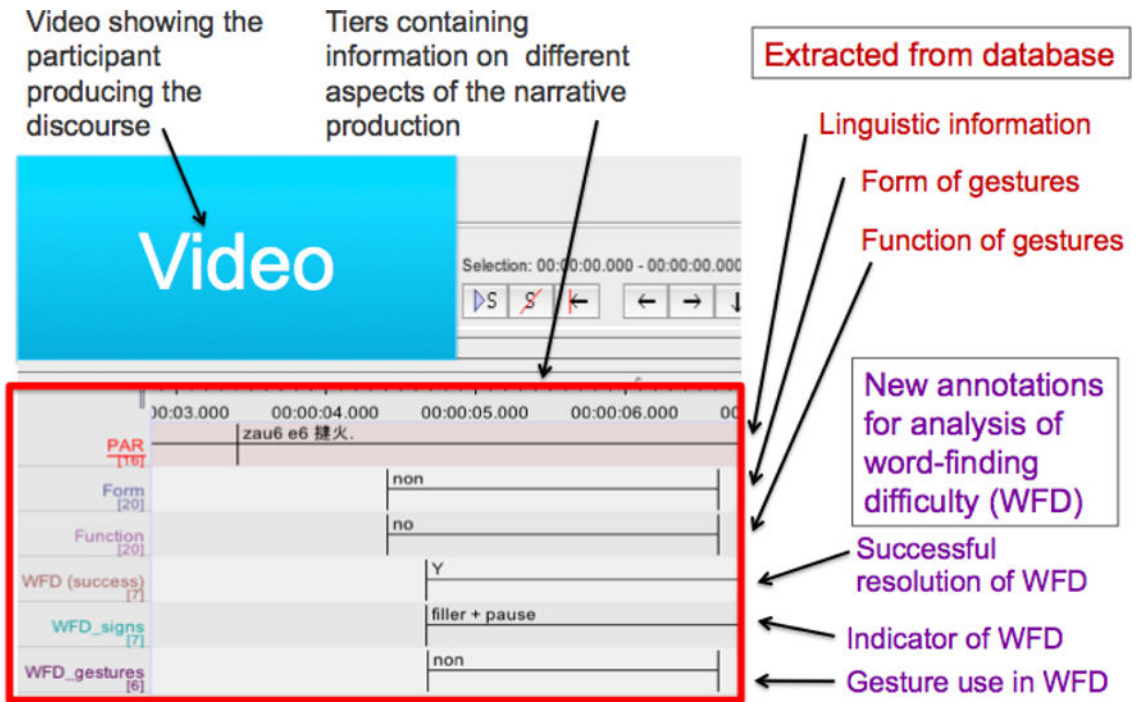 Video showing the
participant
producing the
discourse
Tiers containing
information on different
aspects of the narrative
production
Extracted from database
Linguistic information
Form of gestures
Function of gestures
Video
Selection: 00:00:00.000 - 00:00:00.000
S S
00:03.000 00:00:04.000 00:00:05.000 00:00:06.000 00
PAR
[16]
zau6 e6 㨗火.
Form
[20]
non
Function
[20]
no
WFD (success)
[7]
Y
WFD_signs
[7]
filler + pause
WFD_gestures
[6]
non
New annotations
for analysis of
word-finding
difficulty (WFD)
Successful
resolution of WFD
Indicator of WFD
Gesture use in WFD